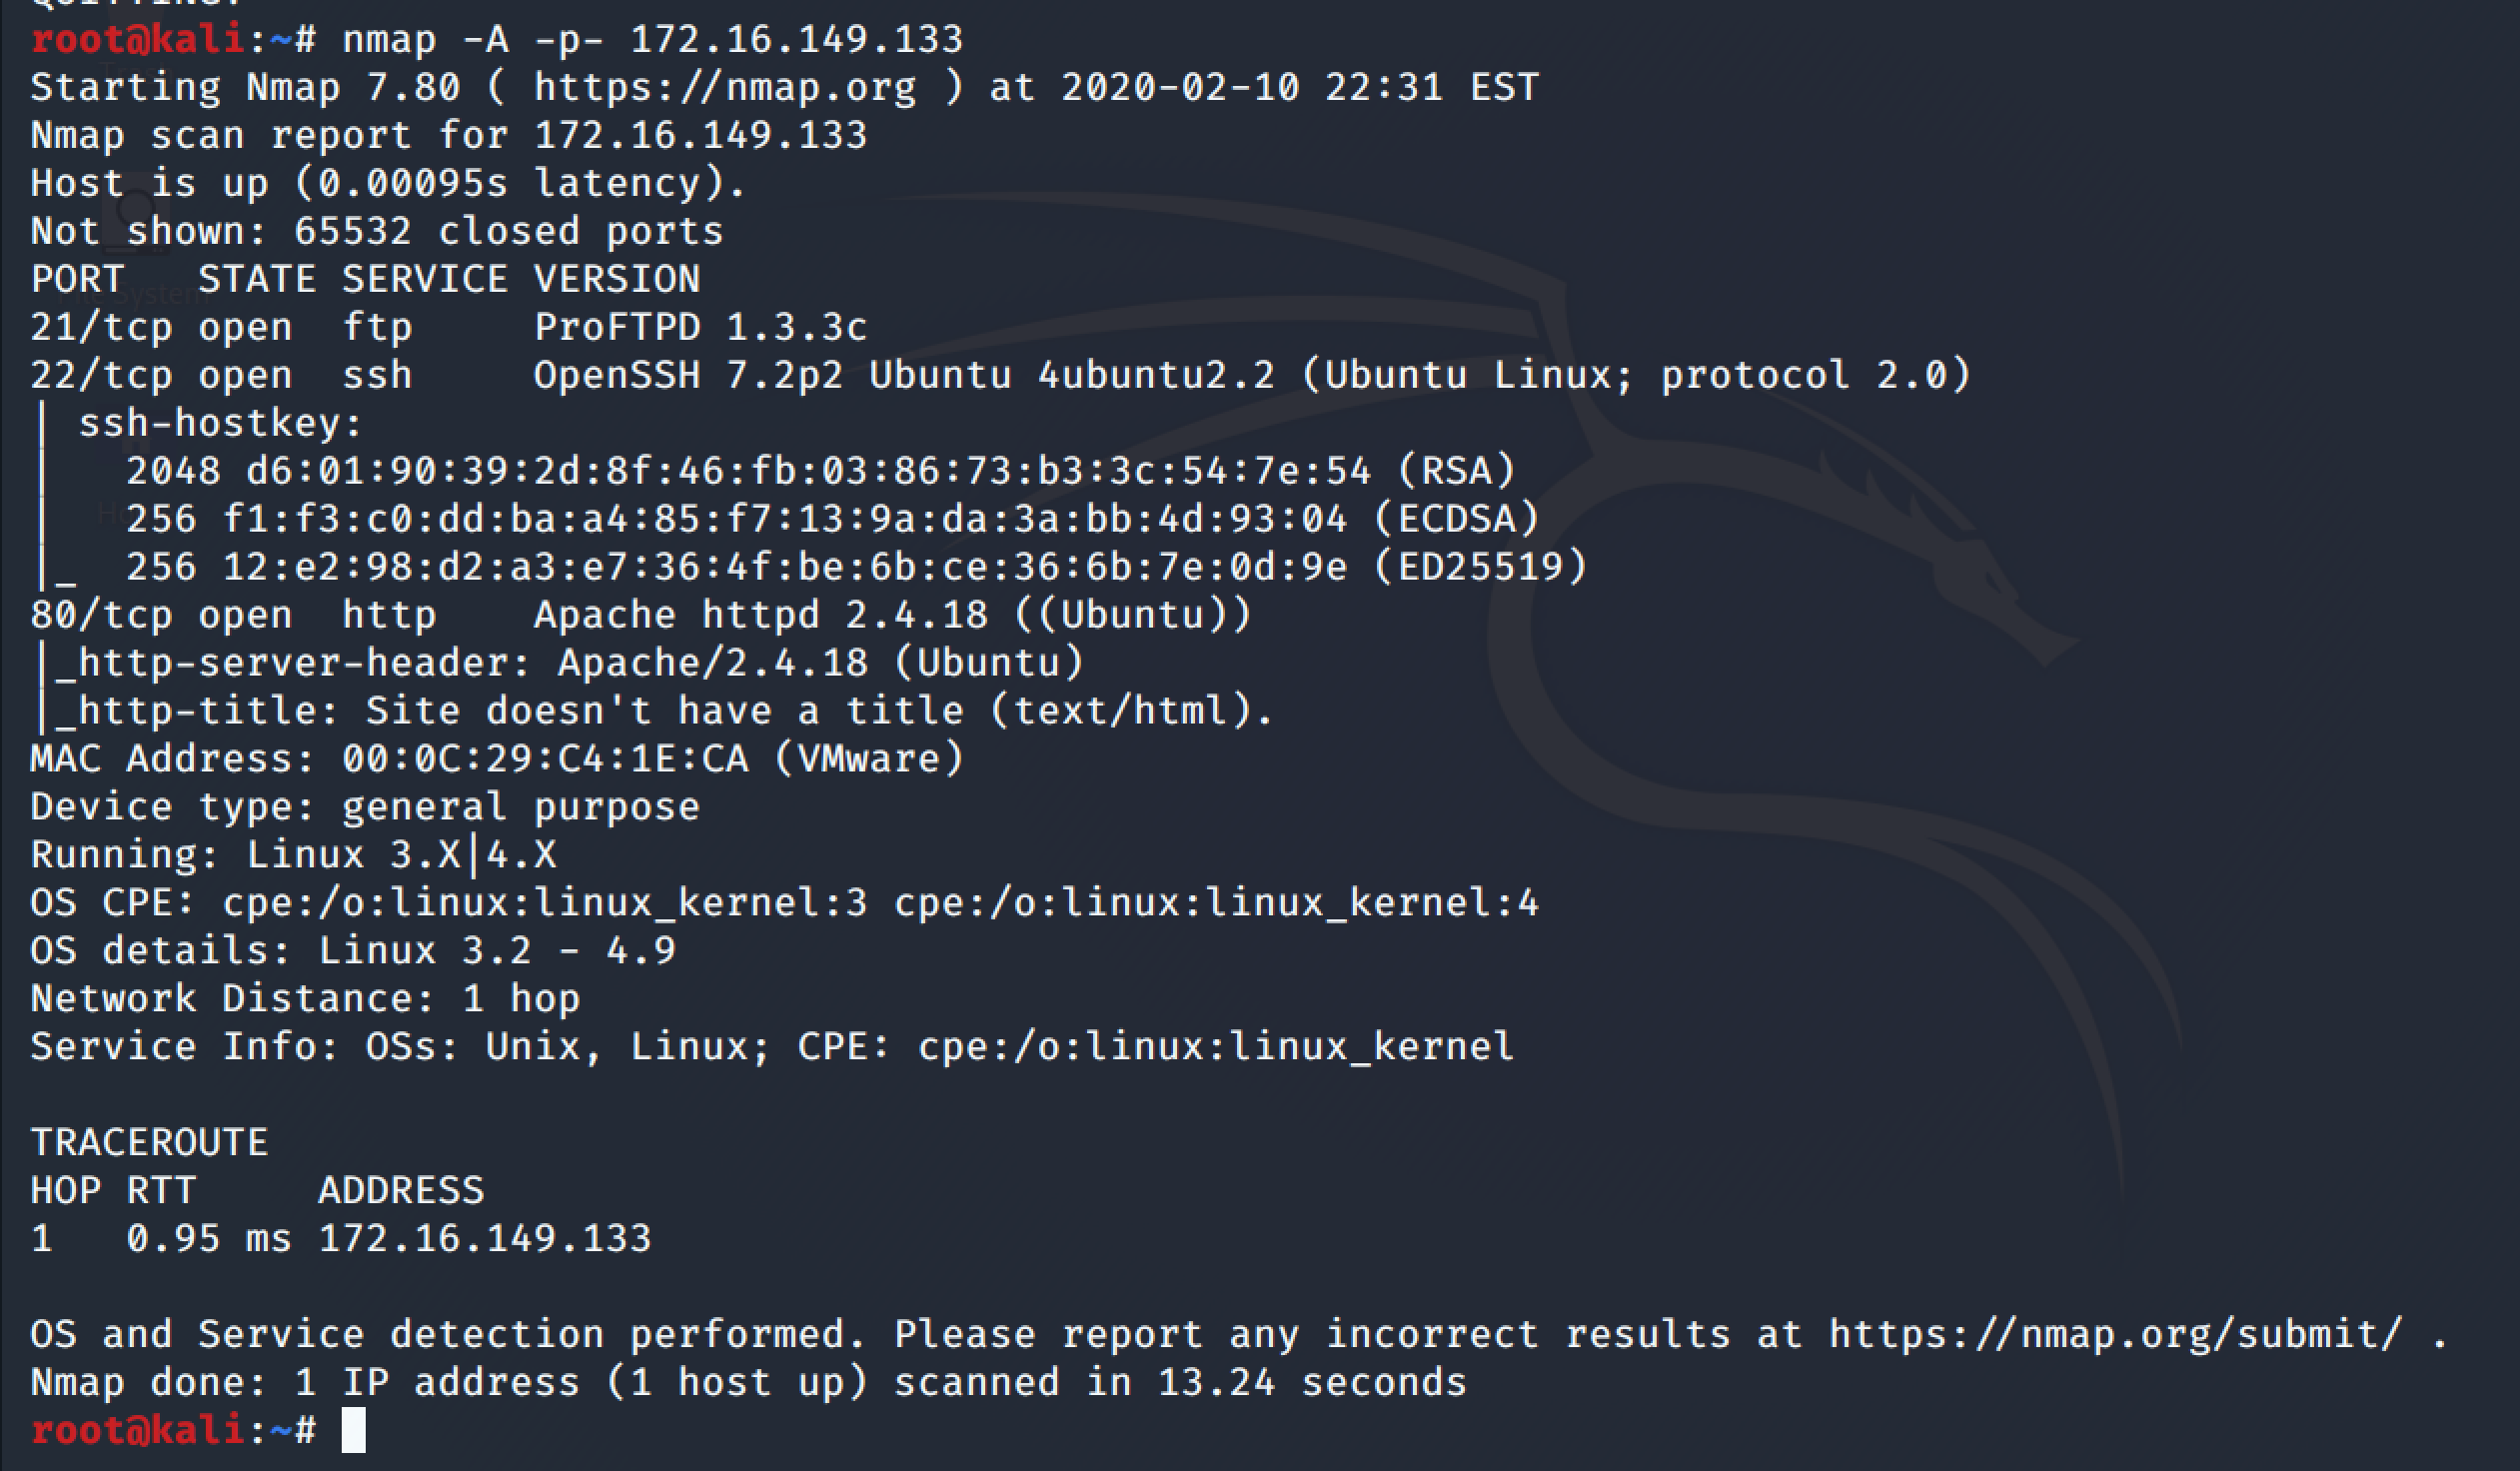 QUITTING!
root@kali:~# nmap -A -p- 172.16.149.133
Starting Nmap 7.80 ( https://nmap.org ) at 2020-02-10 22:31 EST
Nmap scan report for 172.16.149.133
Host is up (0.00095s latency).
Not shown: 65532 closed ports
PORT   STATE SERVICE VERSION
21/tcp open  ftp     ProFTPD 1.3.3c
22/tcp open  ssh     OpenSSH 7.2p2 Ubuntu 4ubuntu2.2 (Ubuntu Linux; protocol 2.0)
| ssh-hostkey:
|   2048 d6:01:90:39:2d:8f:46:fb:03:86:73:b3:3c:54:7e:54 (RSA)
|   256 f1:f3:c0:dd:ba:a4:85:f7:13:9a:da:3a:bb:4d:93:04 (ECDSA)
|_  256 12:e2:98:d2:a3:e7:36:4f:be:6b:ce:36:6b:7e:0d:9e (ED25519)
80/tcp open  http    Apache httpd 2.4.18 ((Ubuntu))
|_http-server-header: Apache/2.4.18 (Ubuntu)
|_http-title: Site doesn't have a title (text/html).
MAC Address: 00:0C:29:C4:1E:CA (VMware)
Device type: general purpose
Running: Linux 3.X|4.X
OS CPE: cpe:/o:linux:linux_kernel:3 cpe:/o:linux:linux_kernel:4
OS details: Linux 3.2 - 4.9
Network Distance: 1 hop
Service Info: OSs: Unix, Linux; CPE: cpe:/o:linux:linux_kernel

TRACEROUTE
HOP RTT     ADDRESS
1   0.95 ms 172.16.149.133

OS and Service detection performed. Please report any incorrect results at https://nmap.org/submit/ .
Nmap done: 1 IP address (1 host up) scanned in 13.24 seconds
root@kali:~#